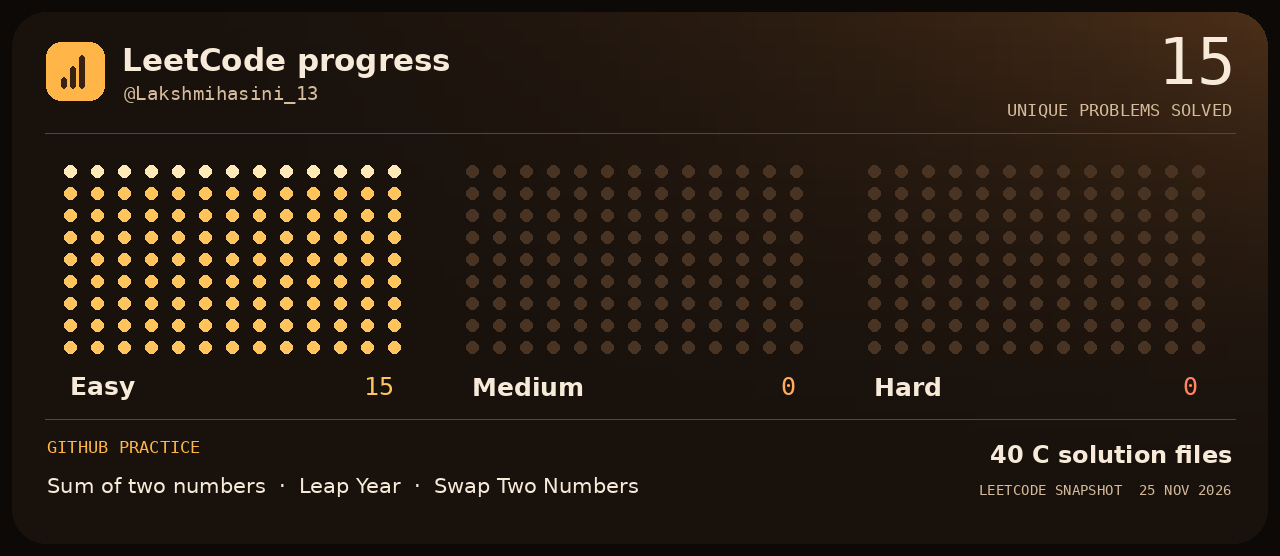 LeetCode progress
@Lakshmihasini_13
15
UNIQUE PROBLEMS SOLVED
Easy 15
Medium 0
Hard 0
GITHUB PRACTICE
Sum of two numbers · Leap Year · Swap Two Numbers
40 C solution files
LEETCODE SNAPSHOT 25 NOV 2026